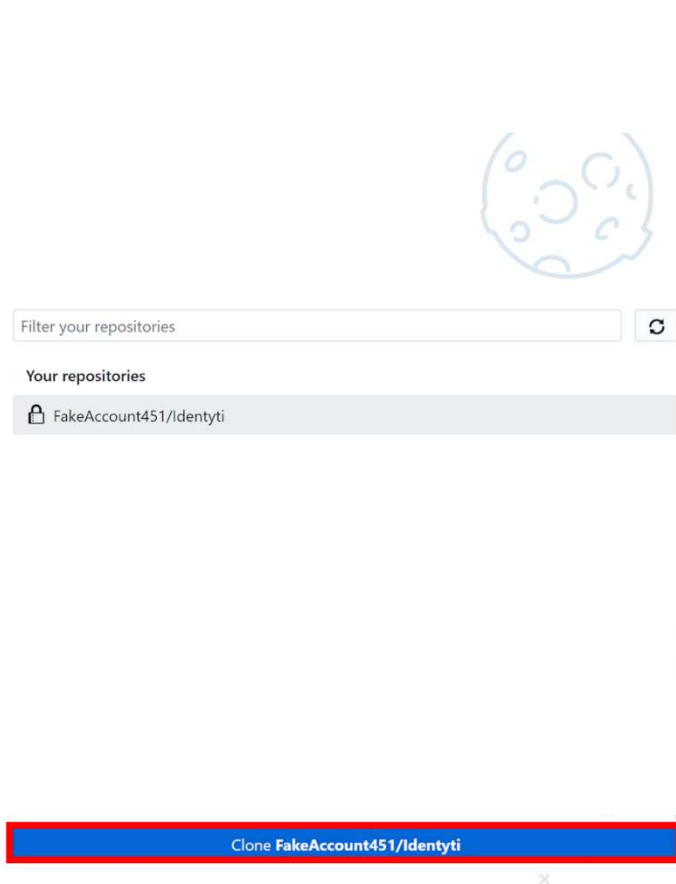 Filter your repositories
Your repositories
FakeAccount451/Identyti
Clone FakeAccount451/Identyti